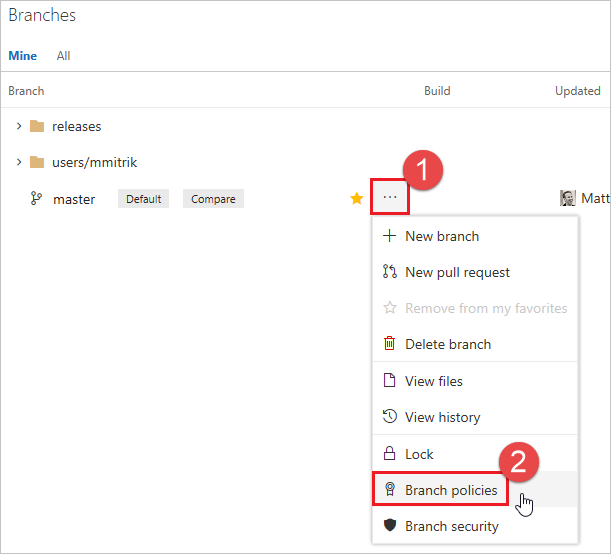 Branches
Mine All
Branch Build Updated
releases
users/mmitrik
1
master Default Compare ... Matt
New branch
New pull request
Remove from my favorites
Delete branch
View files
View history
Lock
2
Branch policies
Branch security